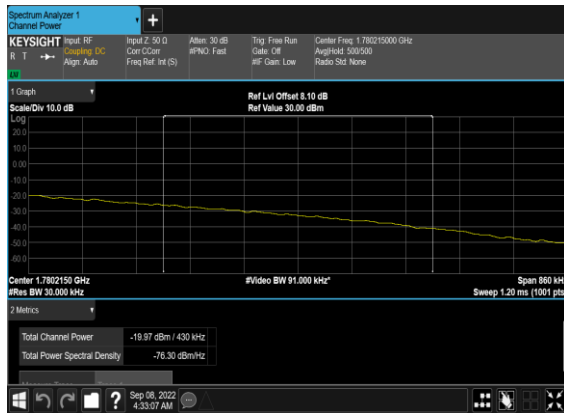 Spectrum Analyzer 1
Channel Power
+
KEYSIGHT Input: RF Input Z: 50 Ω Atten: 30 dB Trig: Free Run Center Freq: 1.780215000 GHz
R T Coupling: DC Corr CCorr #PNO: Fast Gate: Off Avg|Hold: 500/500
Align: Auto Freq Ref: Int (S) #IF Gain: Low Radio Std: None
1 Graph
Ref Lvl Offset 8.10 dB
Scale/Div 10.0 dB Ref Value 30.00 dBm
Log
20.0
10.0
0.00
-10.0
-20.0
-30.0
-40.0
-50.0
-60.0
Center 1.7802150 GHz #Video BW 91.000 kHz* Span 860 kH
#Res BW 30.000 kHz Sweep 1.20 ms (1001 pts
2 Metrics
Total Channel Power -19.97 dBm / 430 kHz
Total Power Spectral Density -76.30 dBm/Hz
? Sep 08, 2022
4:33:07 AM